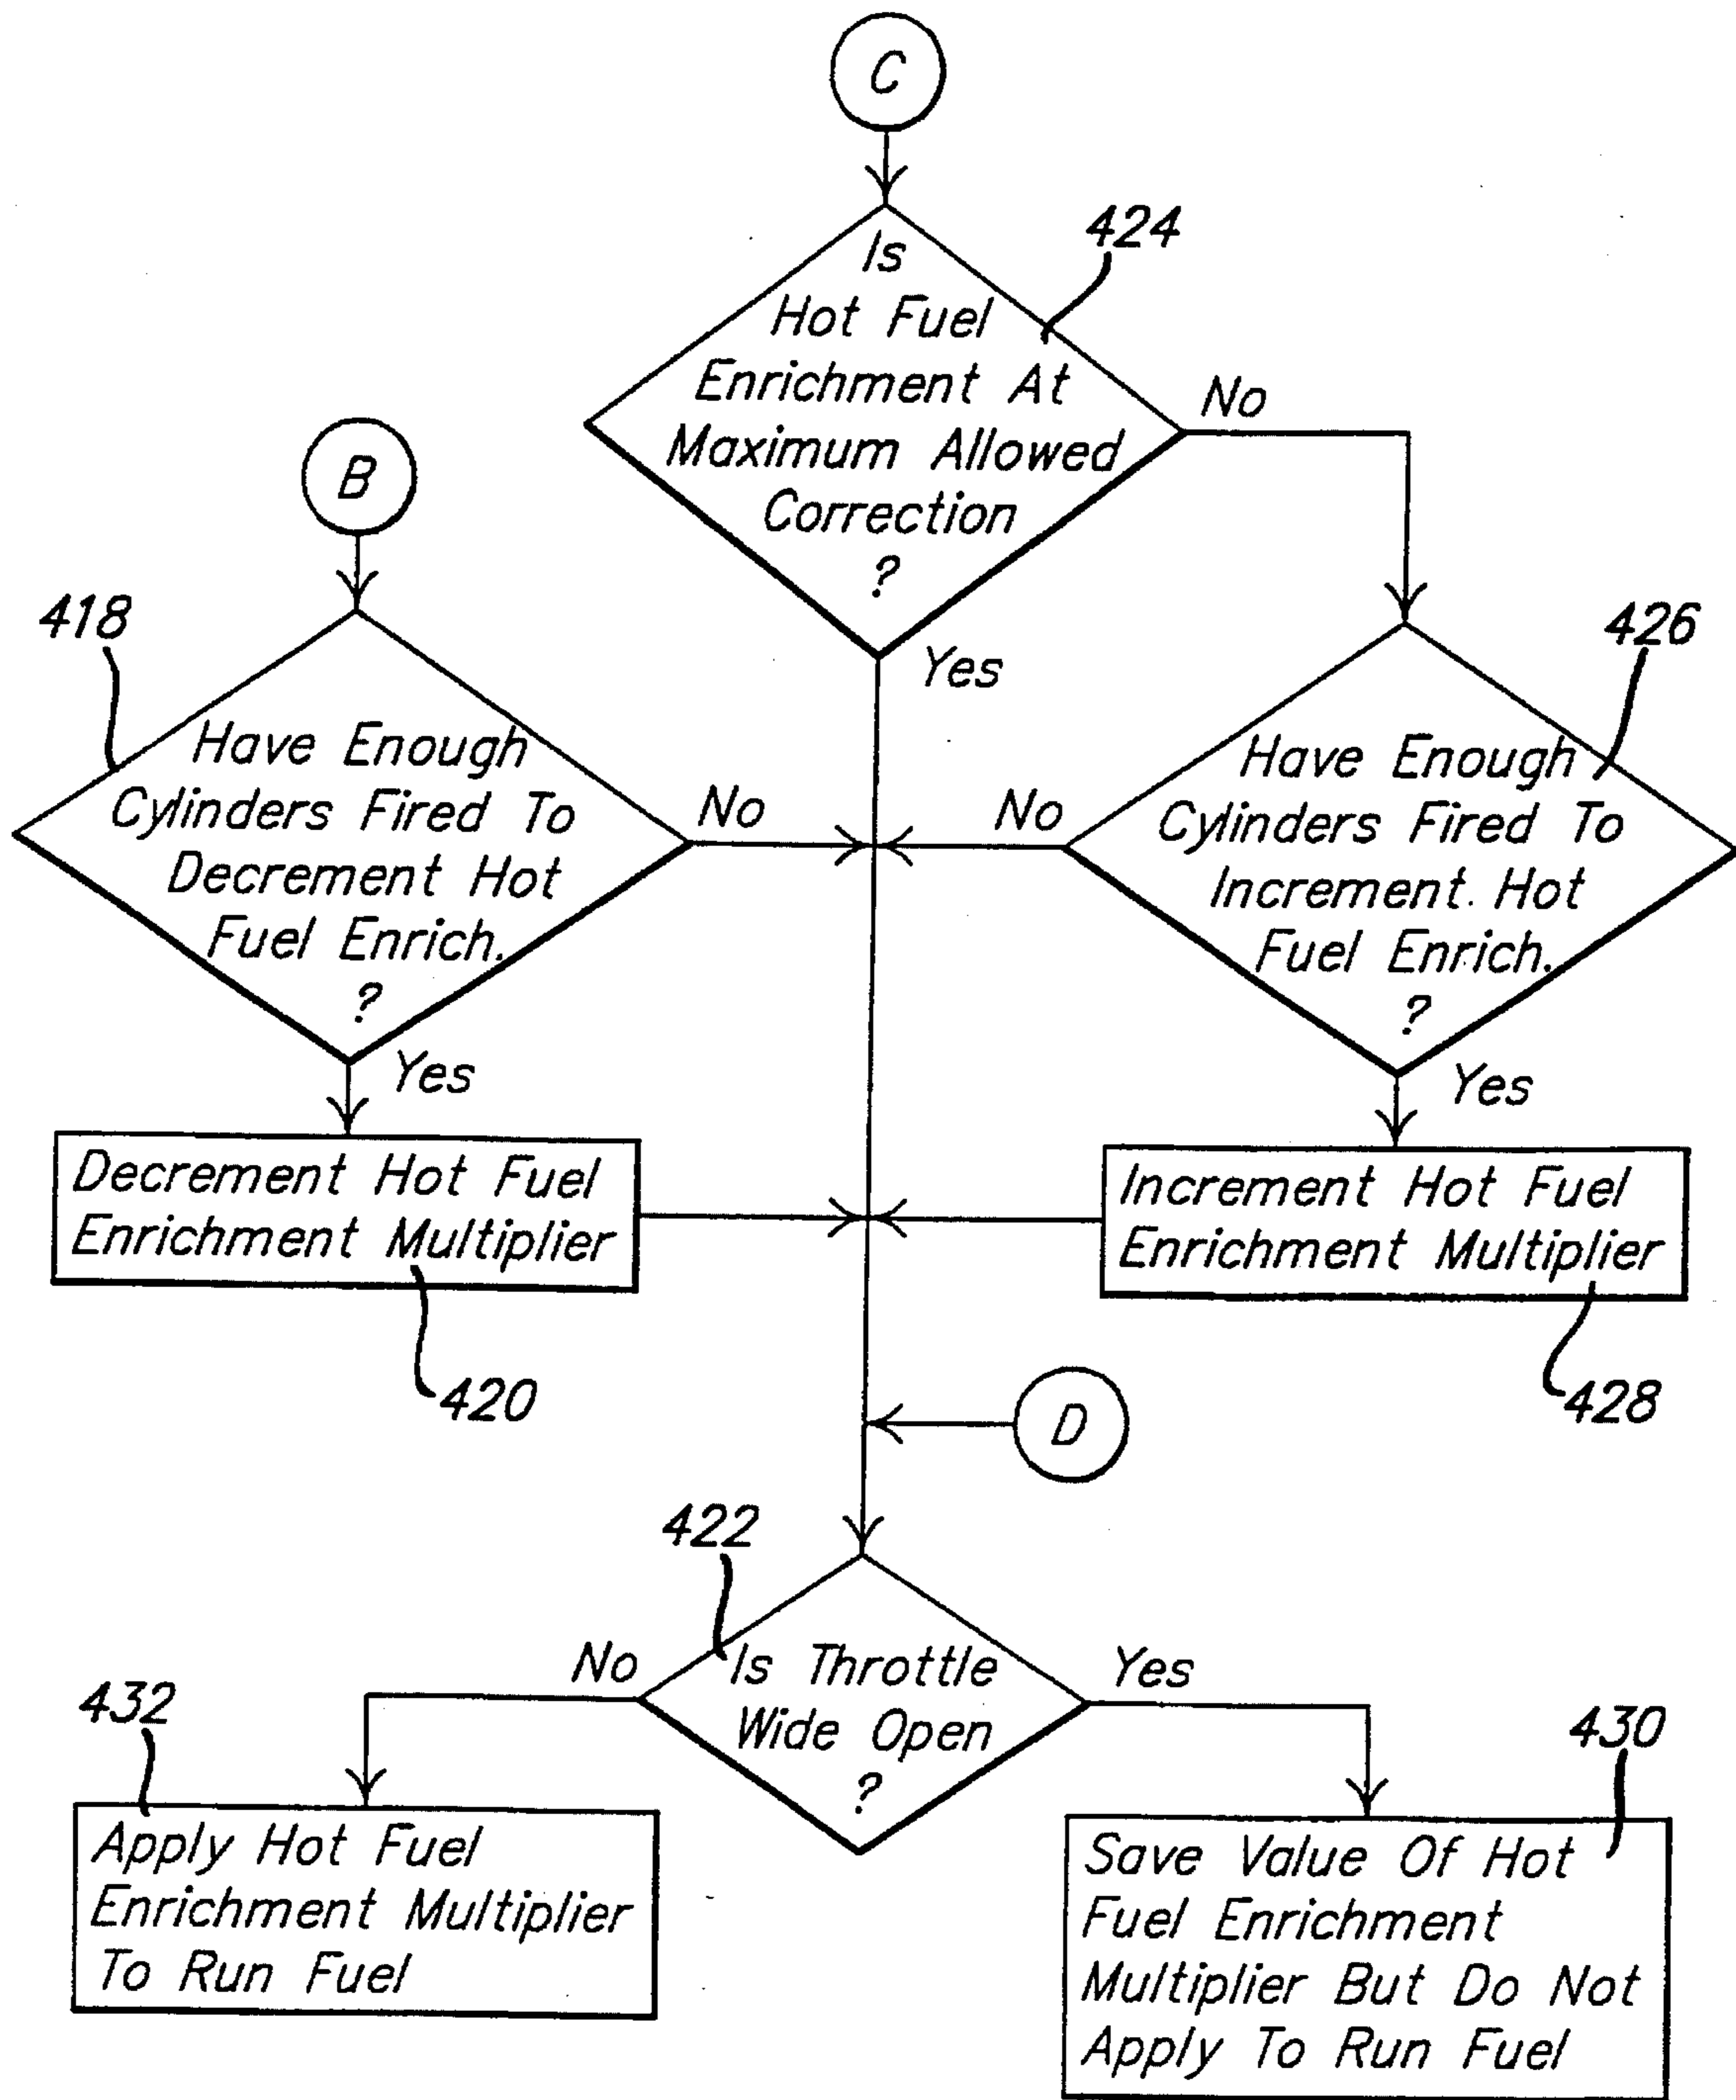 C
424
Is
Hot Fuel
Enrichment At
Maximum Allowed
Correction
?
No
Yes
B
418
Have Enough
Cylinders Fired To
Decrement Hot
Fuel Enrich.
?
No
Yes
426
Have Enough
Cylinders Fired To
Increment Hot
Fuel Enrich.
?
No
Yes
Decrement Hot Fuel
Enrichment Multiplier
420
Increment Hot Fuel
Enrichment Multiplier
428
D
422
Is Throttle
Wide Open
?
No
Yes
432
Apply Hot Fuel
Enrichment Multiplier
To Run Fuel
430
Save Value Of Hot
Fuel Enrichment
Multiplier But Do Not
Apply To Run Fuel